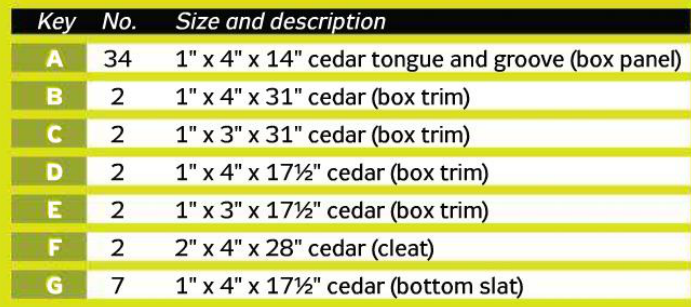 Key No. Size and description
A 34 1" x 4" x 14" cedar tongue and groove (box panel)
B 2 1" x 4" x 31" cedar (box trim)
C 2 1" x 3" x 31" cedar (box trim)
D 2 1" x 4" x 17½" cedar (box trim)
E 2 1" x 3" x 17½" cedar (box trim)
F 2 2" x 4" x 28" cedar (cleat)
G 7 1" x 4" x 17½" cedar (bottom slat)